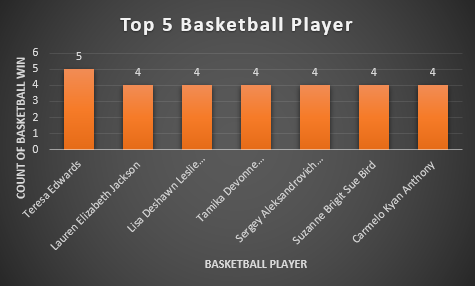 Top 5 Basketball Player
COUNT OF BASKETBALL WIN
6
5
4
3
2
1
0
5
4
4
4
4
4
4
Teresa Edwards
Lauren Elizabeth Jackson
Lisa Deshawn Leslie...
Tamika Devonne...
Sergey Aleksandrovich...
Suzanne Brigit Sue Bird
Carmelo Kyan Anthony
BASKETBALL PLAYER